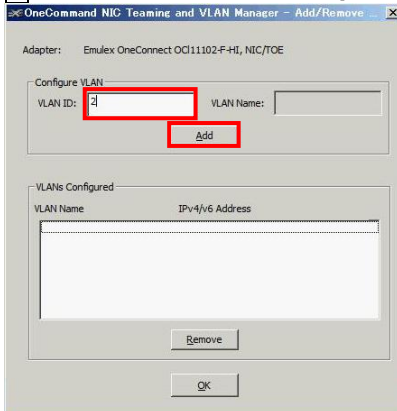 OneCommand NIC Teaming and VLAN Manager - Add/Remove ...
Adapter: Emulex OneConnect OCl11102-F-HI, NIC/TOE
Configure VLAN
VLAN ID: 2 VLAN Name:
Add
VLANs Configured
VLAN Name IPv4/v6 Address
Remove
OK